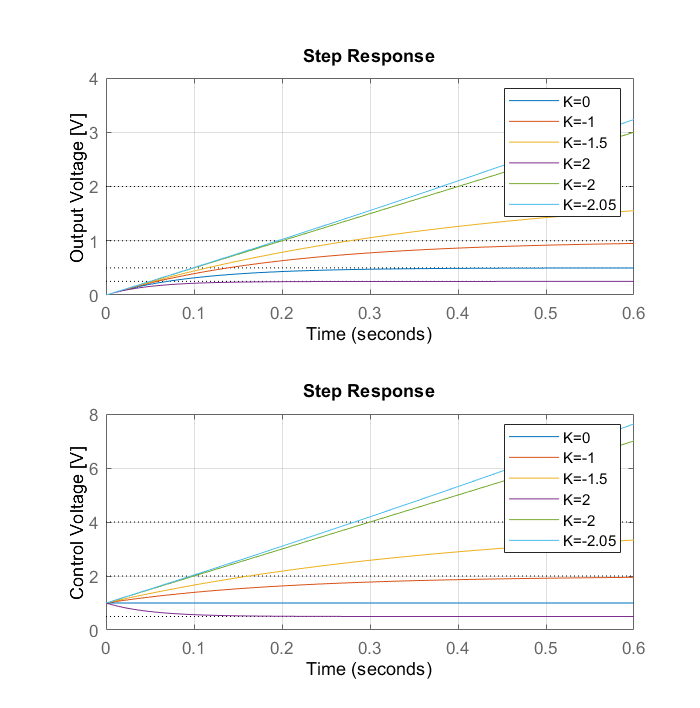 Step Response
Output Voltage [V]
4
3
2
1
0
K=0
K=-1
K=-1.5
K=2
K=-2
K=-2.05
0 0.1 0.2 0.3 0.4 0.5 0.6
Time (seconds)
Step Response
Control Voltage [V]
8
6
4
2
0
K=0
K=-1
K=-1.5
K=2
K=-2
K=-2.05
0 0.1 0.2 0.3 0.4 0.5 0.6
Time (seconds)